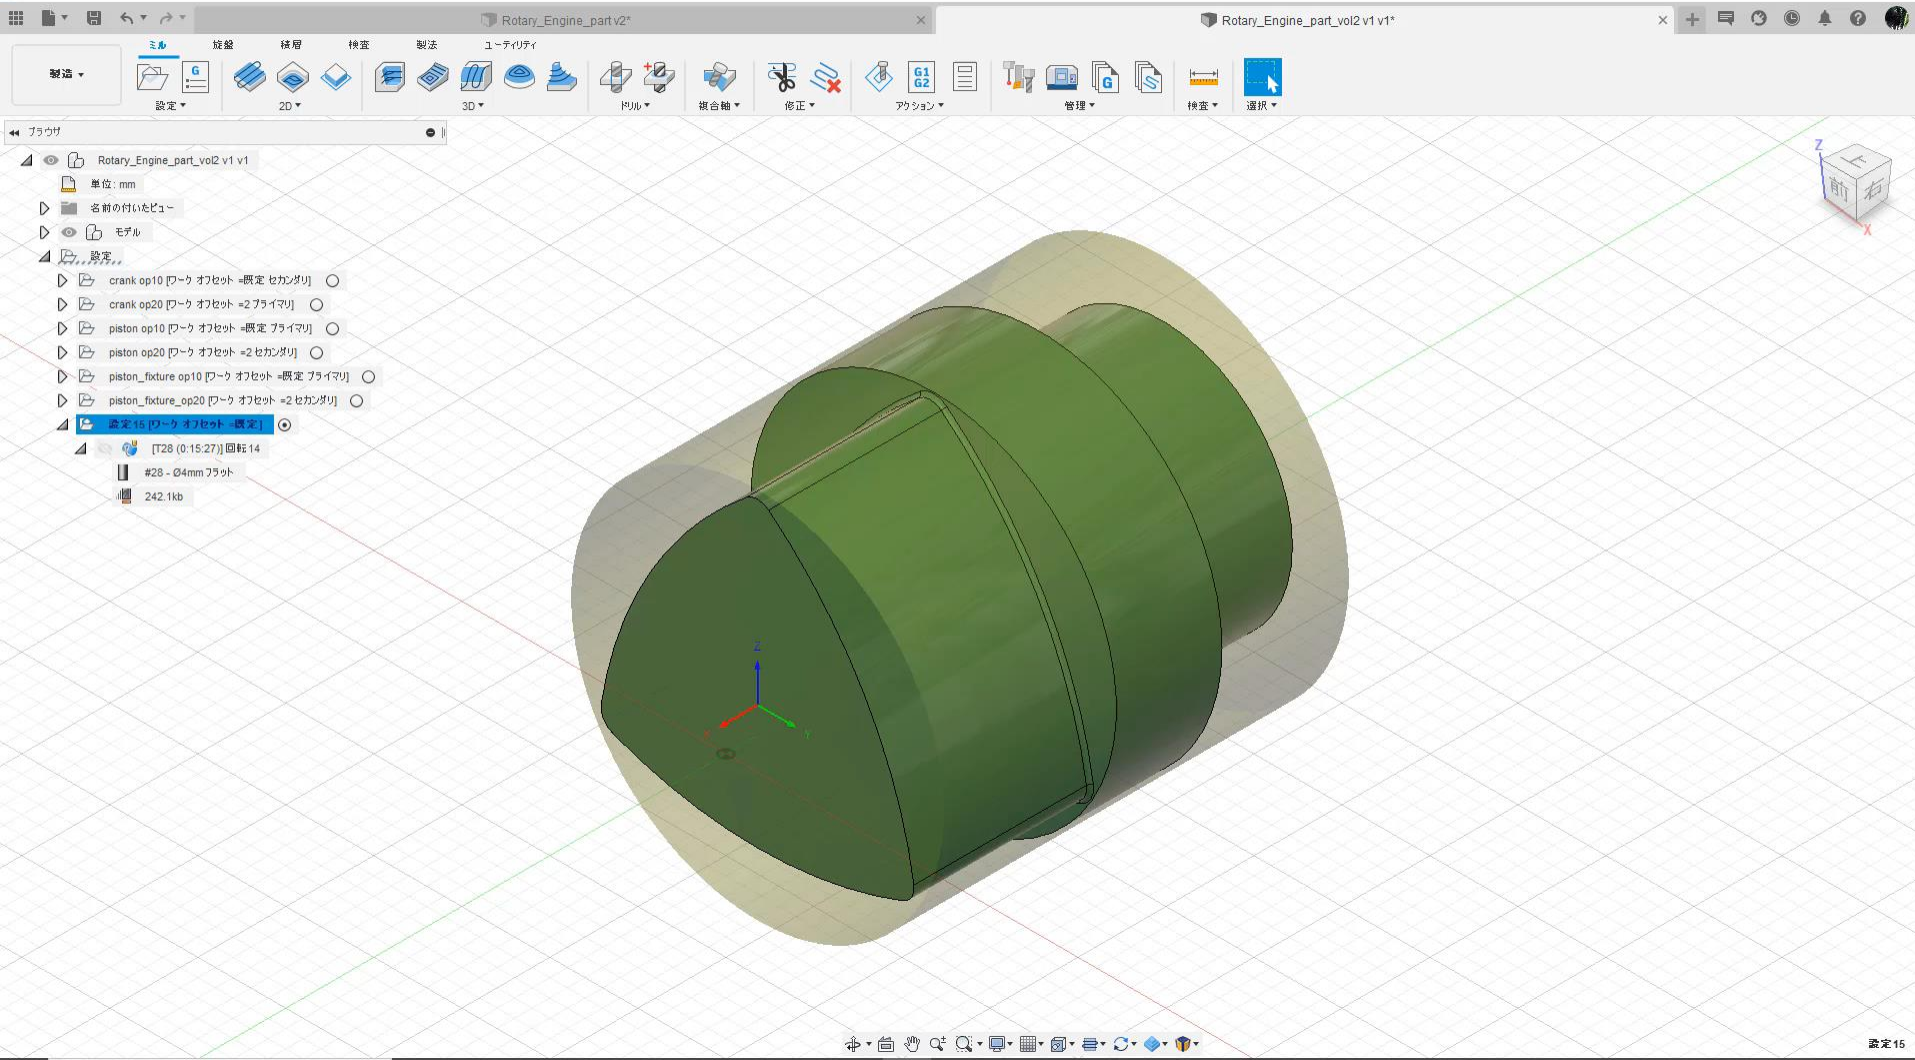 Rotary_Engine_part v2*
Rotary_Engine_part_vol2 v1 v1*
ミル 旋盤 積層 検査 製法 ユーティリティ
製造
G
G1
G2
G
設定 2D 3D ドリル 複合軸 修正 アクション 管理 検査 選択
ブラウザ
Rotary_Engine_part_vol2 v1 v1
単位: mm
名前の付いたビュー
モデル
設定
crank op10 [ワーク オフセット =既定 セカンダリ]
crank op20 [ワーク オフセット =2 プライマリ]
piston op10 [ワーク オフセット =既定 プライマリ]
piston op20 [ワーク オフセット =2 セカンダリ]
piston_fixture op10 [ワーク オフセット =既定 プライマリ]
piston_fixture_op20 [ワーク オフセット =2 セカンダリ]
設定15 [ワーク オフセット =既定]
[T28 (0:15:27)] 回転14
#28 - Ø4mm フラット
242.1kb
Z
上
前 右
X
Z
X
Y
設定15